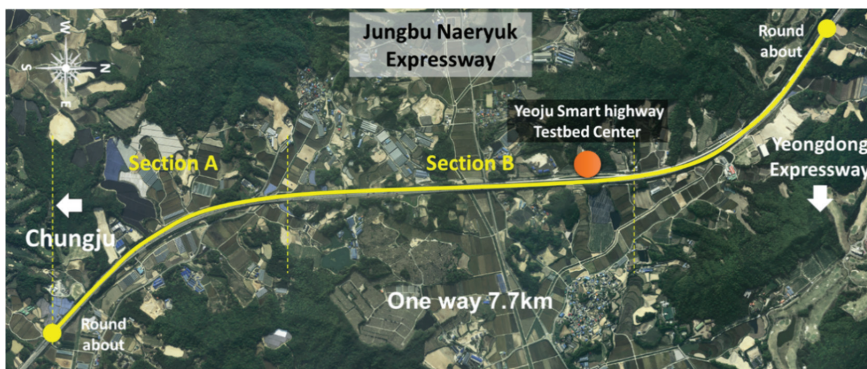 Jungbu Naeryuk
Expressway
Round
about
W
S
N
E
Yeoju Smart highway
Testbed Center
Section A
Section B
Yeongdong
Expressway
Chungju
One way 7.7km
Round
about